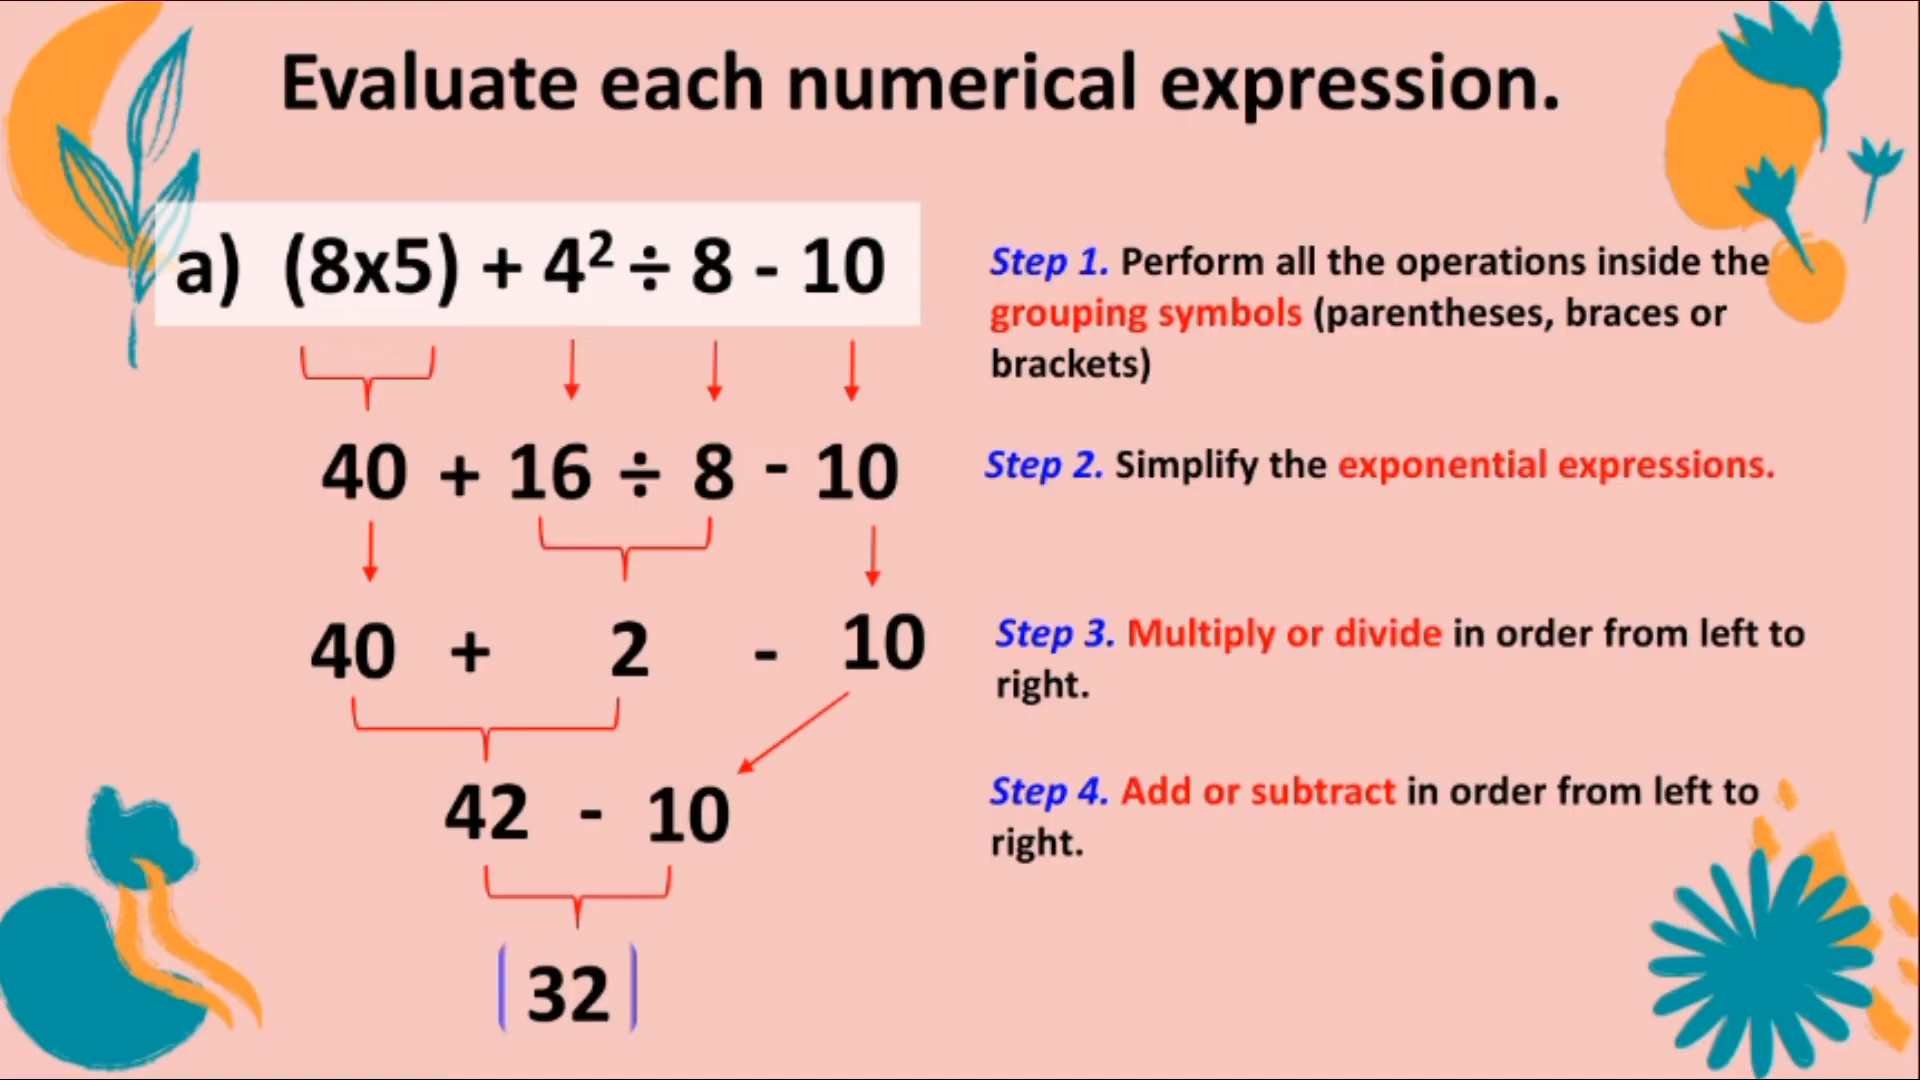 Evaluate each numerical expression.
a) (8x5) + 4² ÷ 8 - 10
40 + 16 ÷ 8 - 10
40 + 2 - 10
42 - 10
32
Step 1. Perform all the operations inside the
grouping symbols (parentheses, braces or
brackets)
Step 2. Simplify the exponential expressions.
Step 3. Multiply or divide in order from left to
right.
Step 4. Add or subtract in order from left to
right.